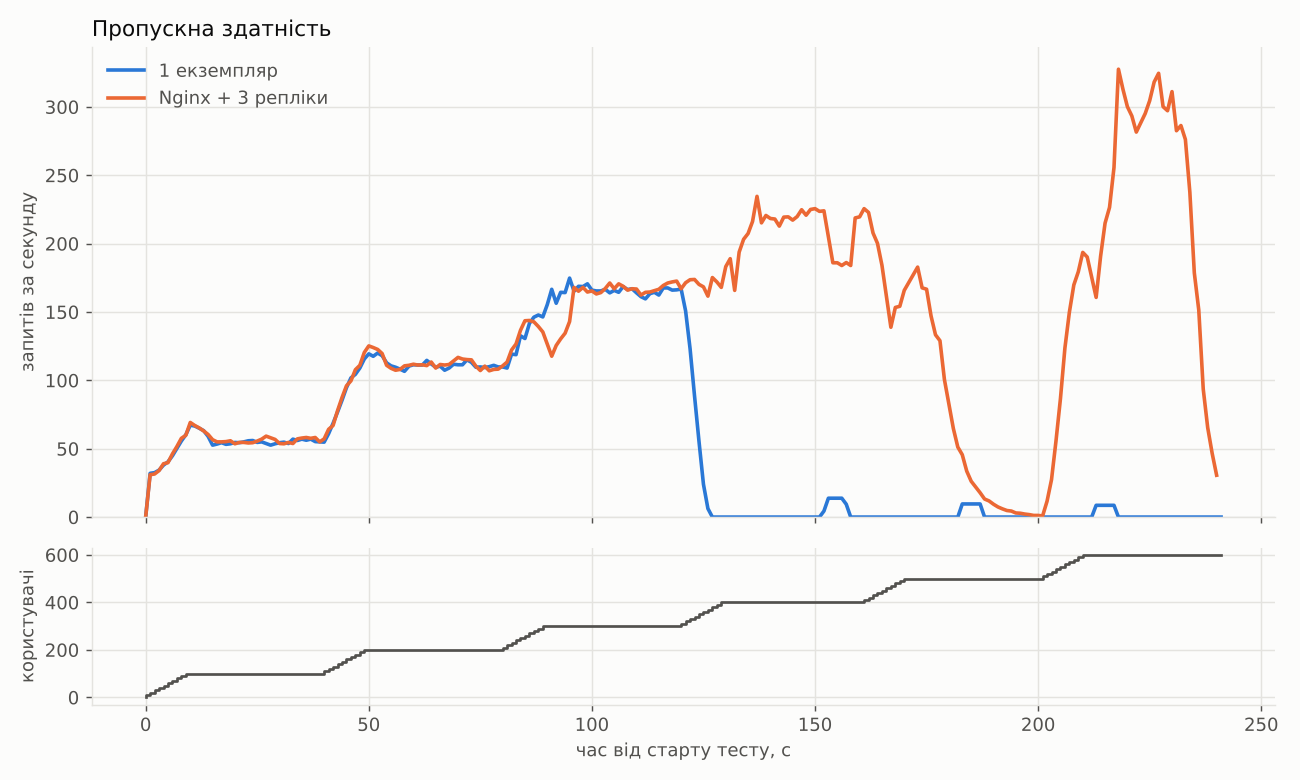 Пропускна здатність
1 екземпляр
Nginx + 3 репліки
запитів за секунду
300
250
200
150
100
50
0
користувачі
600
400
200
0
0 50 100 150 200 250
час від старту тесту, с